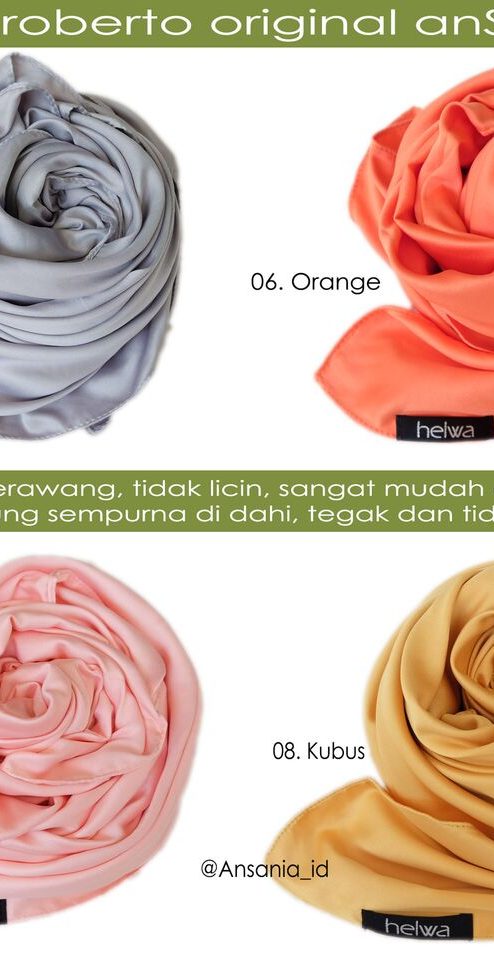 roberto original anS
06. Orange
helwa
erawang, tidak licin, sangat mudah
ung sempurna di dahi, tegak dan tid
08. Kubus
@Ansania_id
helwa